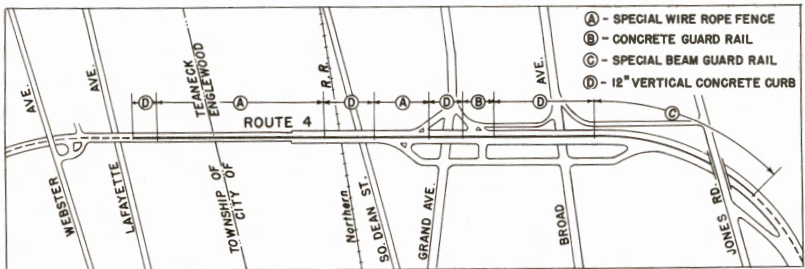 Ⓐ - SPECIAL WIRE ROPE FENCE
Ⓑ - CONCRETE GUARD RAIL
Ⓒ - SPECIAL BEAM GUARD RAIL
Ⓓ - 12" VERTICAL CONCRETE CURB
AVE.
AVE.
TEANECK
ENGLEWOOD
R. R.
AVE.
Ⓓ
Ⓐ
Ⓓ
Ⓐ
Ⓓ
Ⓑ
Ⓓ
Ⓒ
ROUTE 4
WEBSTER
LAFAYETTE
TOWNSHIP OF
CITY OF
Northern
SO. DEAN ST.
GRAND AVE.
BROAD
JONES RD.